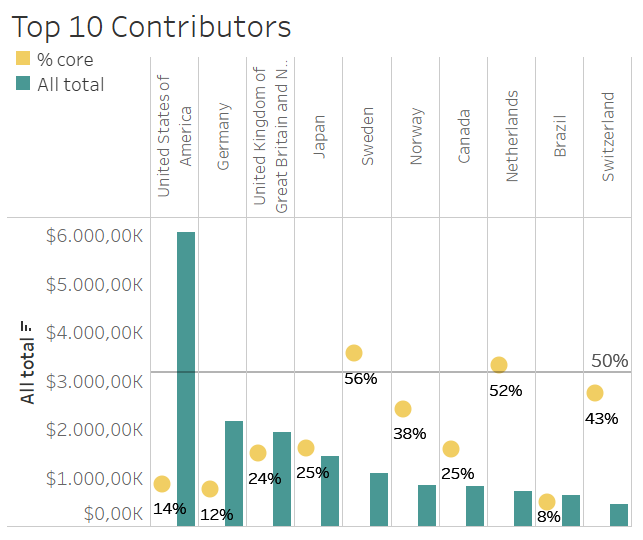 Top 10 Contributors
% core
All total
United States of
America
Germany
United Kingdom of
Great Britain and N..
Japan
Sweden
Norway
Canada
Netherlands
Brazil
Switzerland
All total
$6.000,00K
$5.000,00K
$4.000,00K
$3.000,00K
$2.000,00K
$1.000,00K
$0,00K
50%
14%
12%
24%
25%
56%
38%
25%
52%
8%
43%